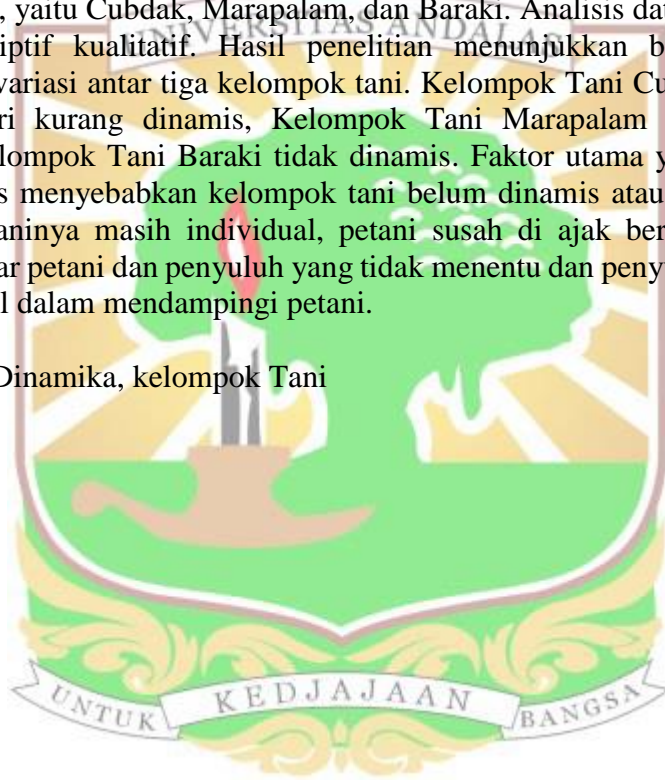 , yaitu Cubdak, Marapalam, dan Baraki. Analisis dat
iptif kualitatif. Hasil penelitian menunjukkan b
variasi antar tiga kelompok tani. Kelompok Tani Cu
ri kurang dinamis, Kelompok Tani Marapalam
lompok Tani Baraki tidak dinamis. Faktor utama y
s menyebabkan kelompok tani belum dinamis atau
aninya masih individual, petani susah di ajak ber
ar petani dan penyuluh yang tidak menentu dan peny
l dalam mendampingi petani.
Dinamika, kelompok Tani
UNIVERSITAS ANDALAS
UNTUK KEDJAJAAN BANGSA